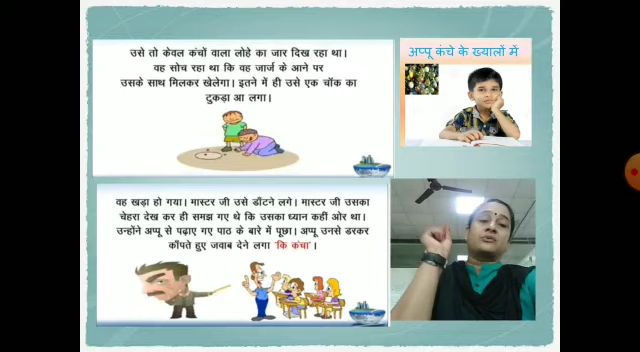 उसे तो केवल कंचों वाला लोहे का जार दिख रहा था।
वह सोच रहा था कि वह जार्ज के आने पर
उसके साथ मिलकर खेलेगा। इतने में ही उसे एक चॉक का
टुकड़ा आ लगा।
अप्पू कंचे के ख्यालों में
वह खड़ा हो गया। मास्टर जी उसे डाँटने लगे। मास्टर जी उसका
चेहरा देख कर ही समझ गए थे कि उसका ध्यान कहीं ओर था।
उन्होंने अप्पू से पढ़ाए गए पाठ के बारे में पूछा। अप्पू उनसे डरकर
काँपते हुए जवाब देने लगा "कि कंचा"।